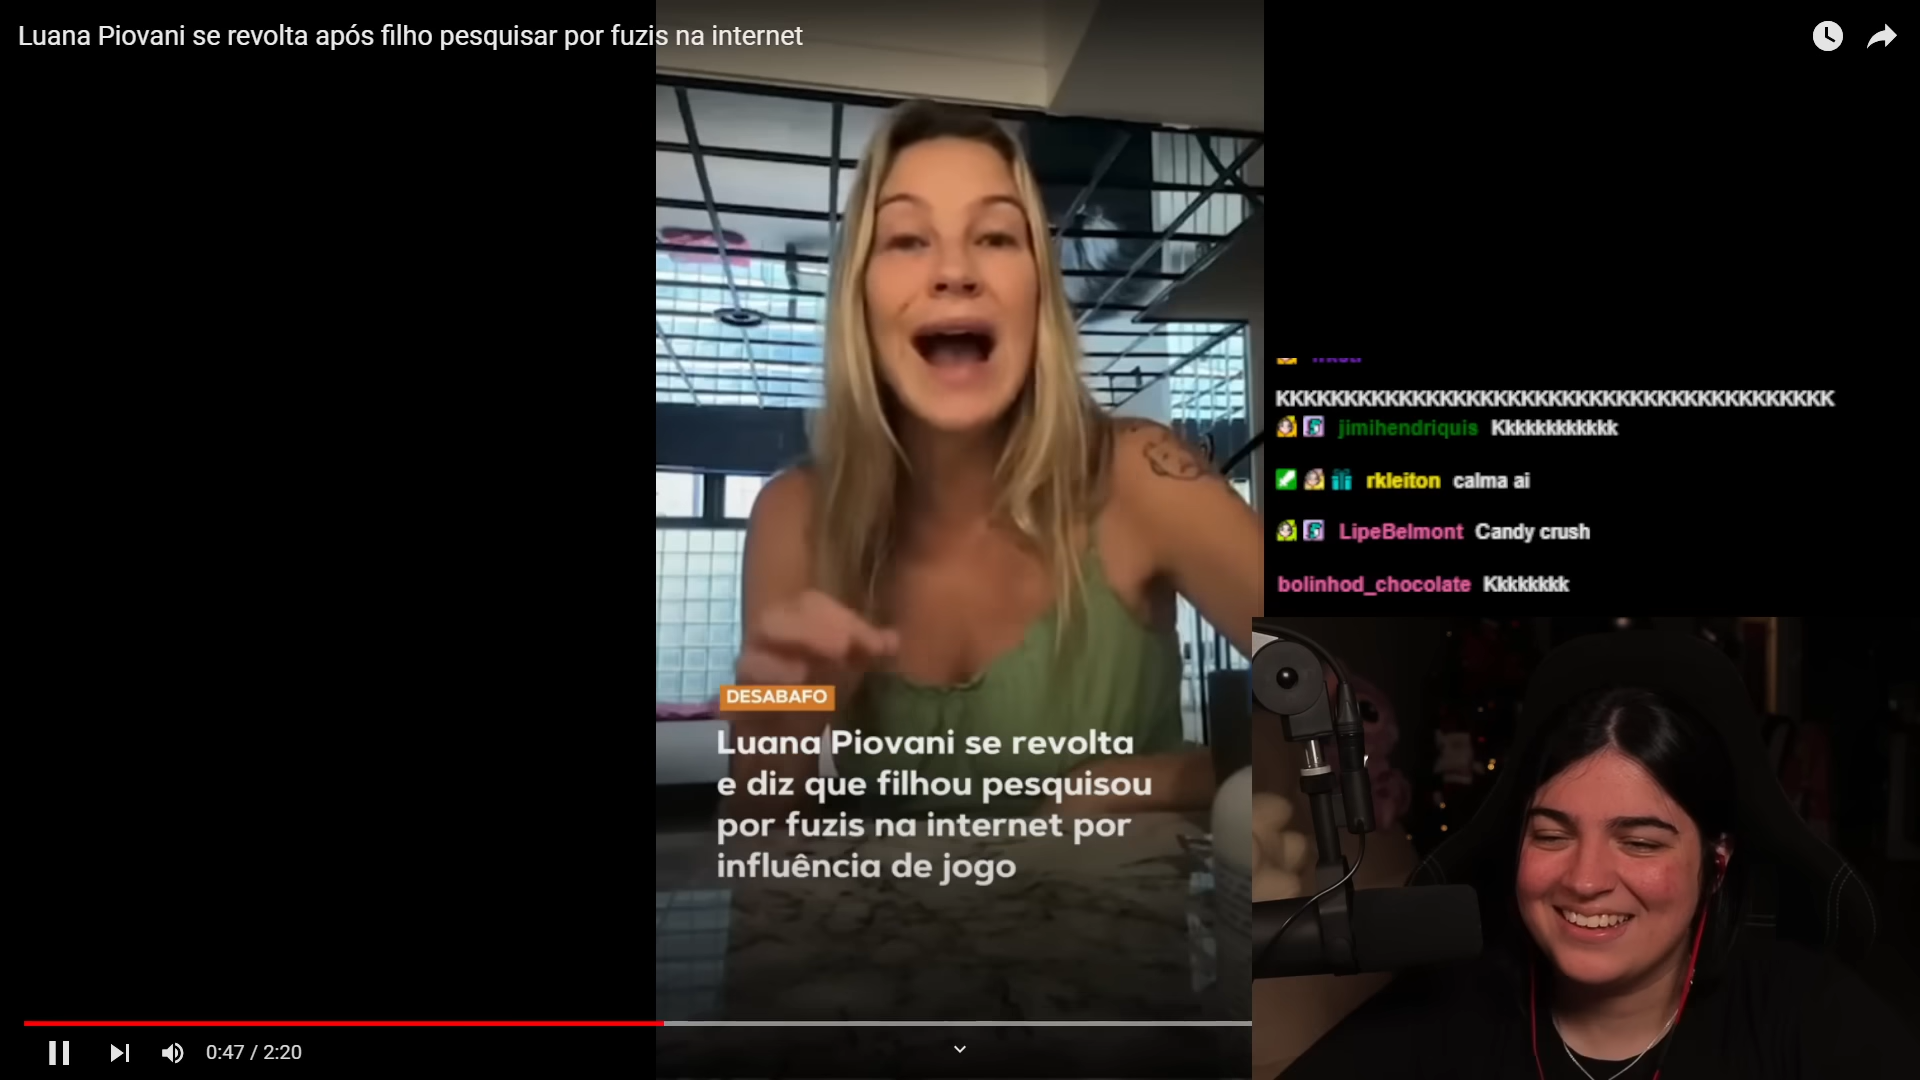 Luana Piovani se revolta após filho pesquisar por fuzis na internet
KKKKKKKKKKKKKKKKKKKKKKKKKKKKKKKKKKKKKKKKK
jimihendriquis Kkkkkkkkkkkk
rkleiton calma ai
LipeBelmont Candy crush
bolinhod_chocolate Kkkkkkkk
DESABAFO
Luana Piovani se revolta
e diz que filhou pesquisou
por fuzis na internet por
influência de jogo
0:47 / 2:20